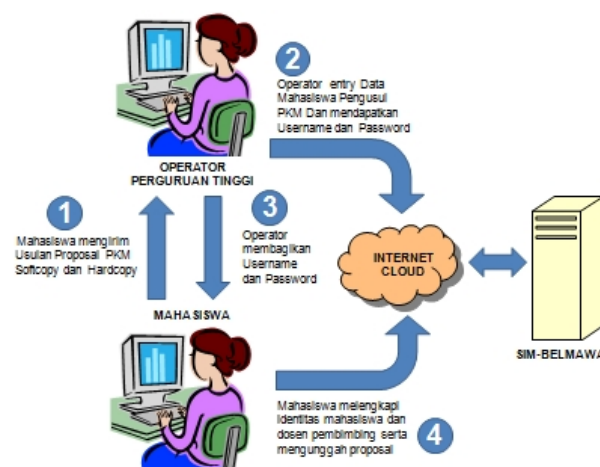 2
Operator entry Data
Mahasiswa Pengusul
PKM Dan mendapatkan
Username dan Password
OPERATOR
PERGURUAN TINGGI
1
Mahasiswa mengirim
Usulan Proposal PKM
Softcopy dan Hardcopy
3
Operator
membagikan
Username
dan Password
INTERNET
CLOUD
SIM-BELMAWA
MAHASISWA
Mahasiswa melengkapi
identitas mahasiswa dan
dosen pembimbing serta
mengunggah proposal
4